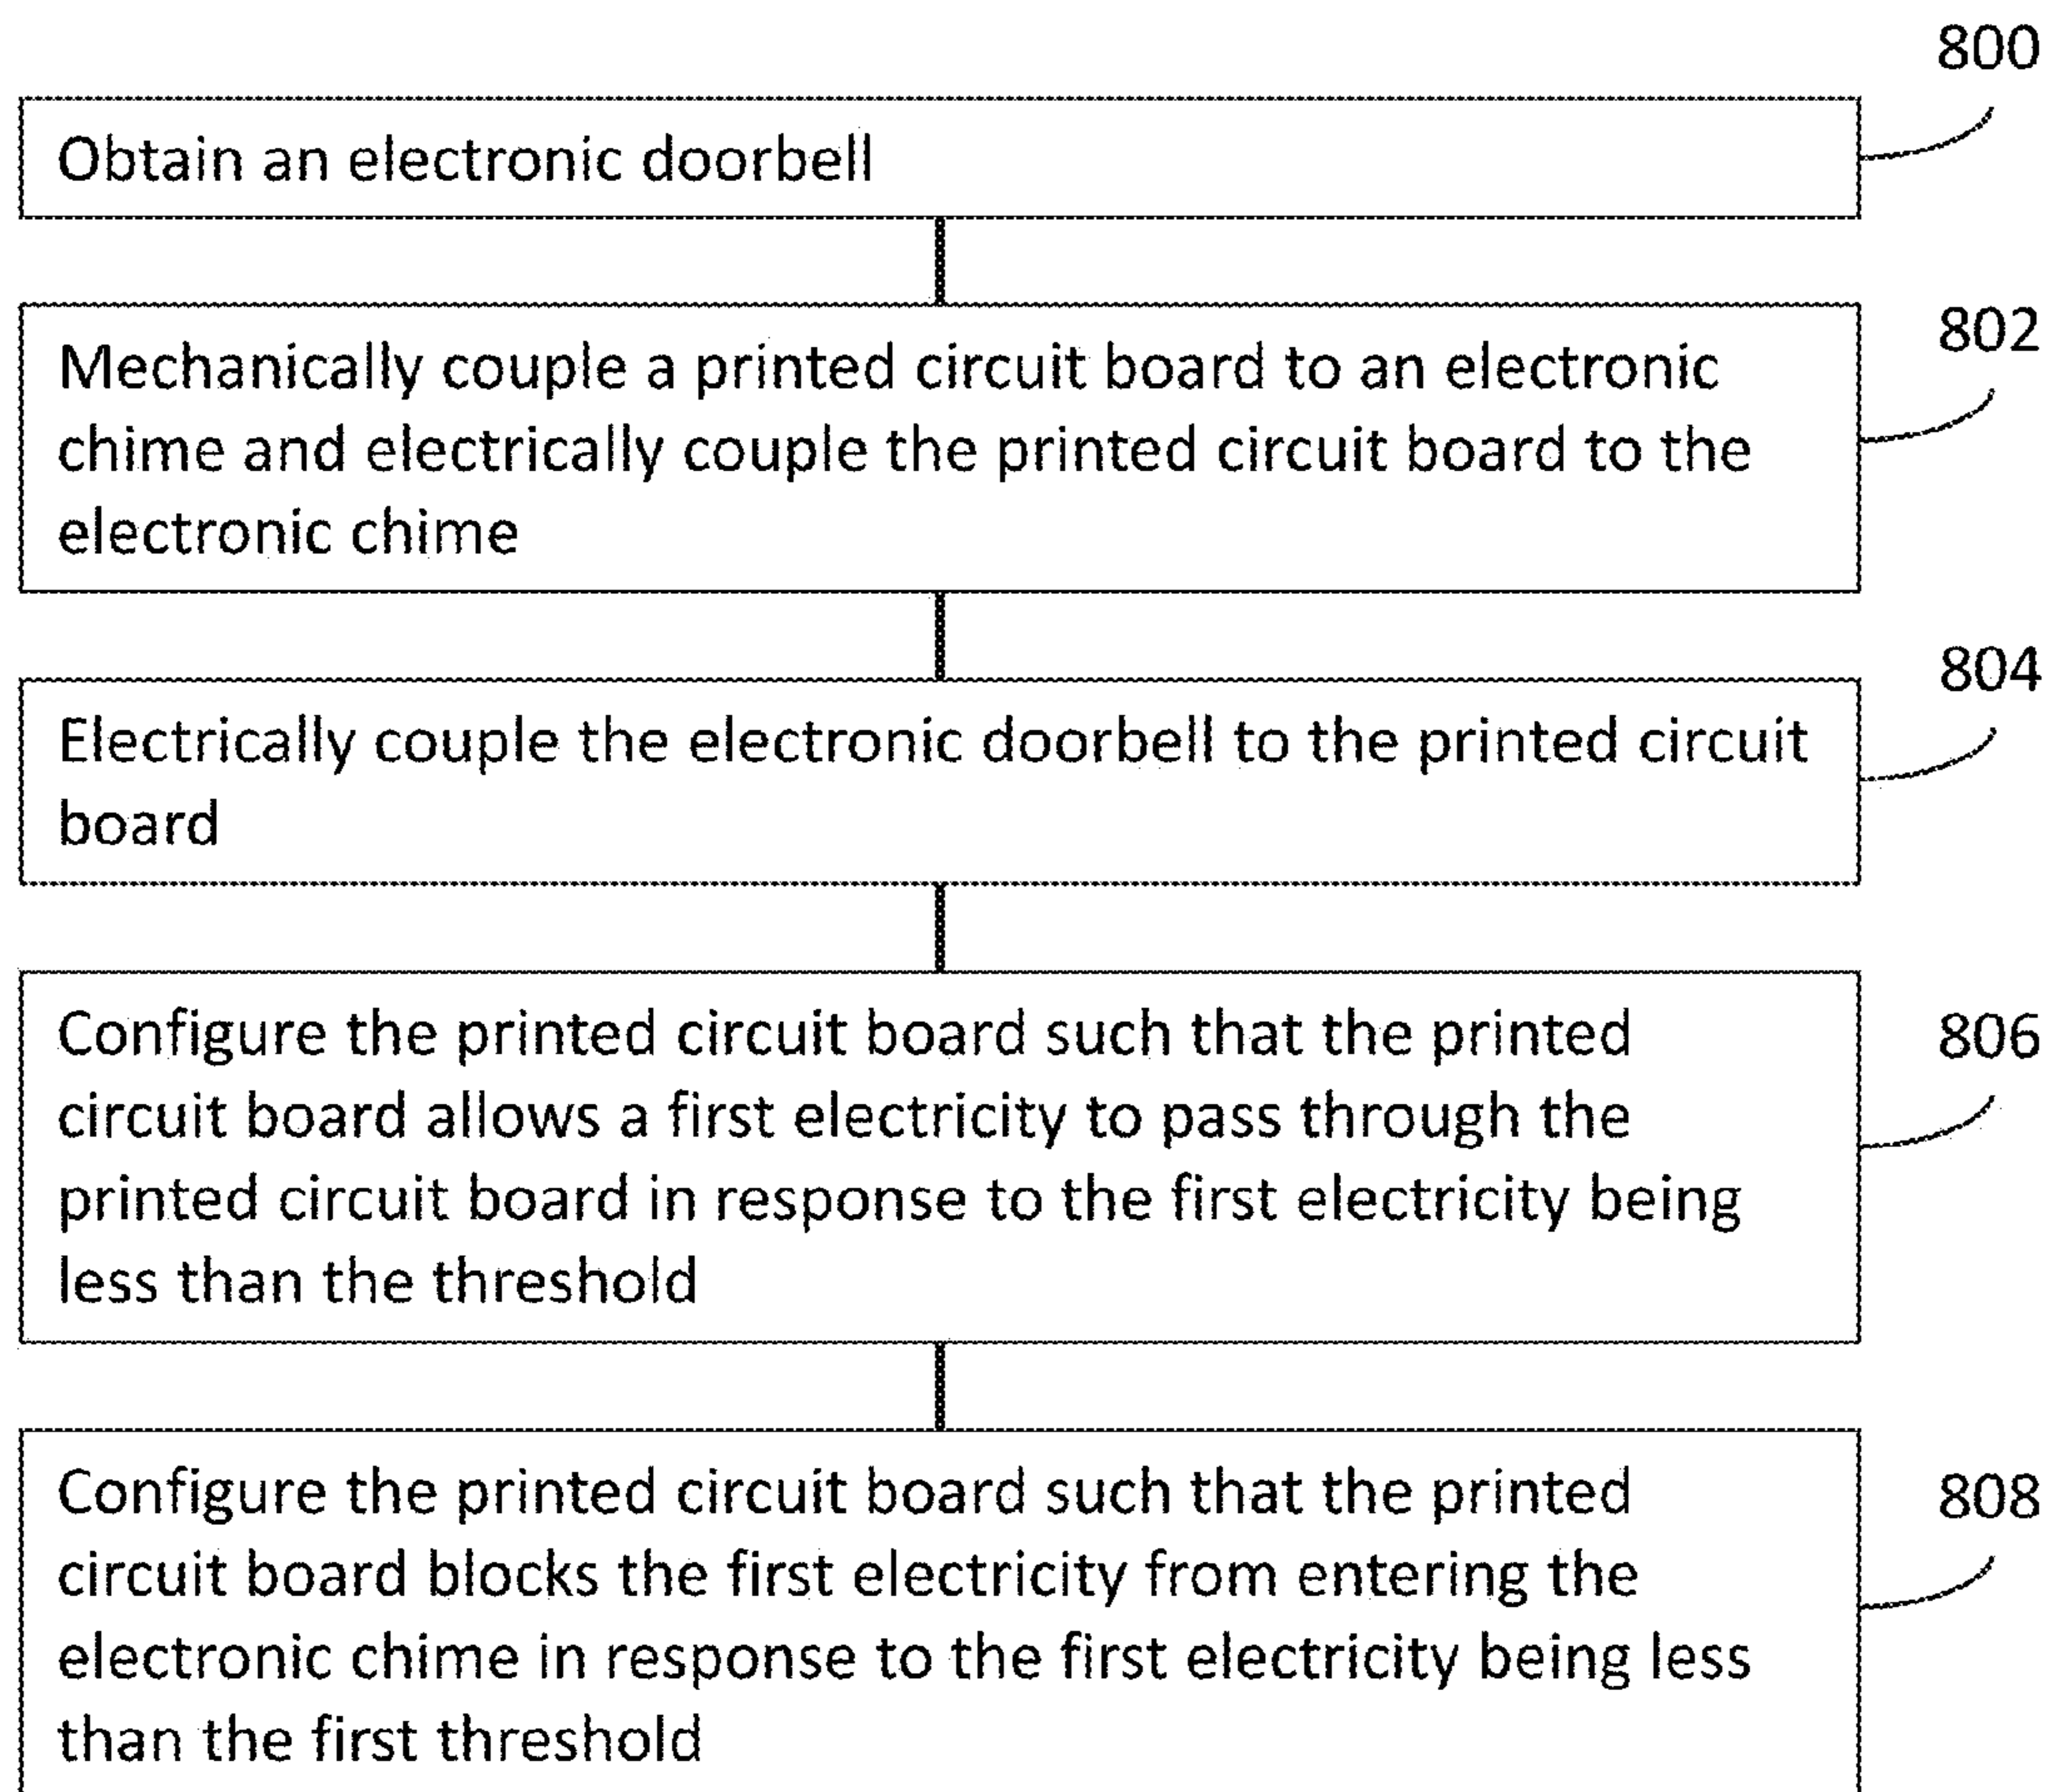 800
Obtain an electronic doorbell
802
Mechanically couple a printed circuit board to an electronic
chime and electrically couple the printed circuit board to the
electronic chime
804
Electrically couple the electronic doorbell to the printed circuit
board
806
Configure the printed circuit board such that the printed
circuit board allows a first electricity to pass through the
printed circuit board in response to the first electricity being
less than the threshold
808
Configure the printed circuit board such that the printed
circuit board blocks the first electricity from entering the
electronic chime in response to the first electricity being less
than the first threshold